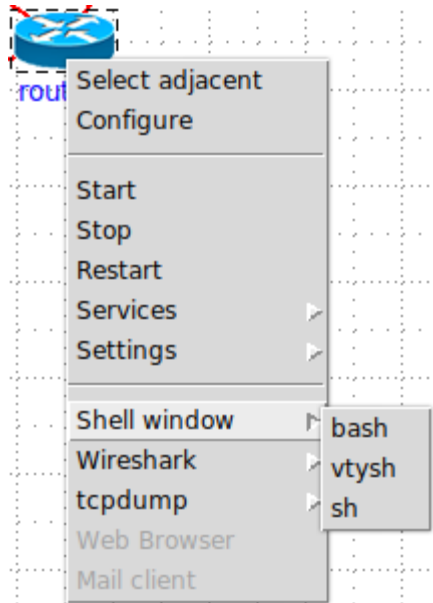 rout
Select adjacent
Configure
Start
Stop
Restart
Services
Settings
Shell window
bash
vtysh
sh
Wireshark
tcpdump
Web Browser
Mail client